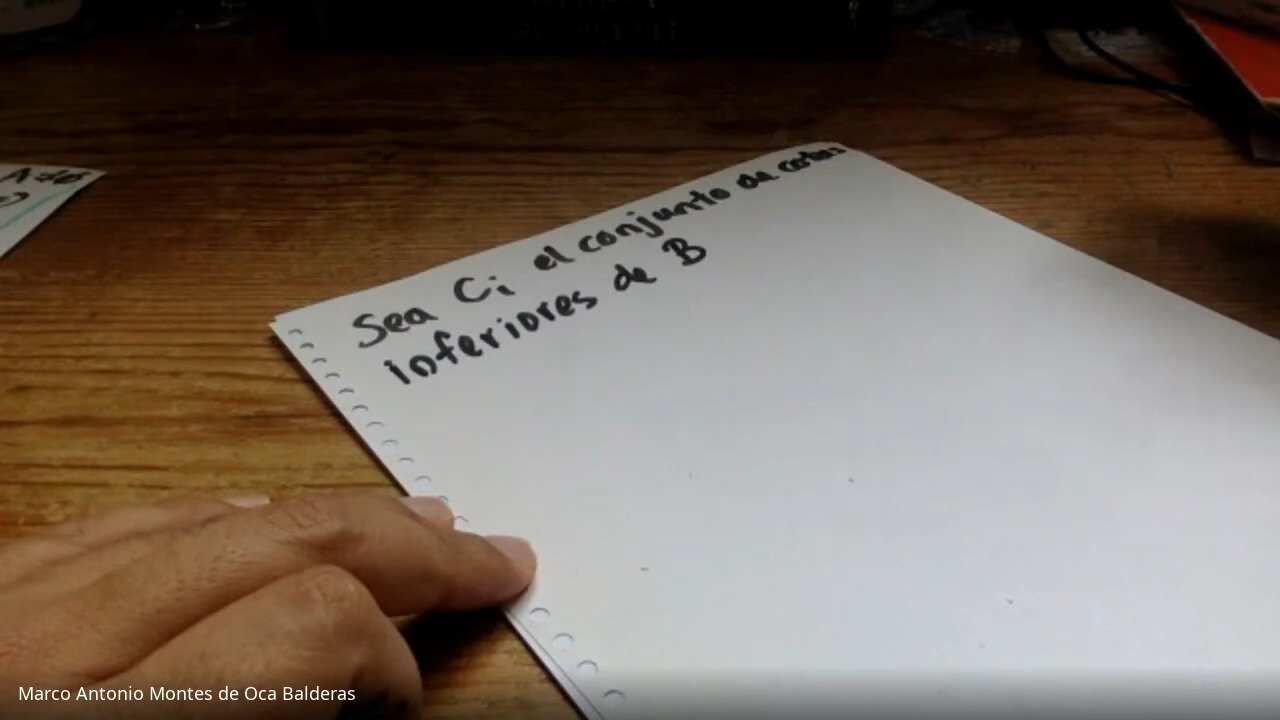 Sea Ci el conjunto de cotas
inferiores de B
Marco Antonio Montes de Oca Balderas